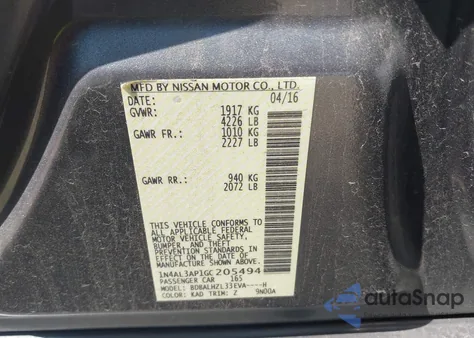 MFD BY NISSAN MOTOR CO., LTD.
DATE: 04/16
GVWR: 1917 KG
4226 LB
GAWR FR.: 1010 KG
2227 LB
GAWR RR.: 940 KG
2072 LB
THIS VEHICLE CONFORMS TO
ALL APPLICABLE FEDERAL
MOTOR VEHICLE SAFETY,
BUMPER, AND THEFT
PREVENTION STANDARDS IN
EFFECT ON THE DATE OF
MANUFACTURE SHOWN ABOVE.
1N4AL3AP1GC205494
PASSENGER CAR 165
MODEL: BDBALHZL33EVA----H
COLOR: KAD TRIM: Z 9N00A
autosnap